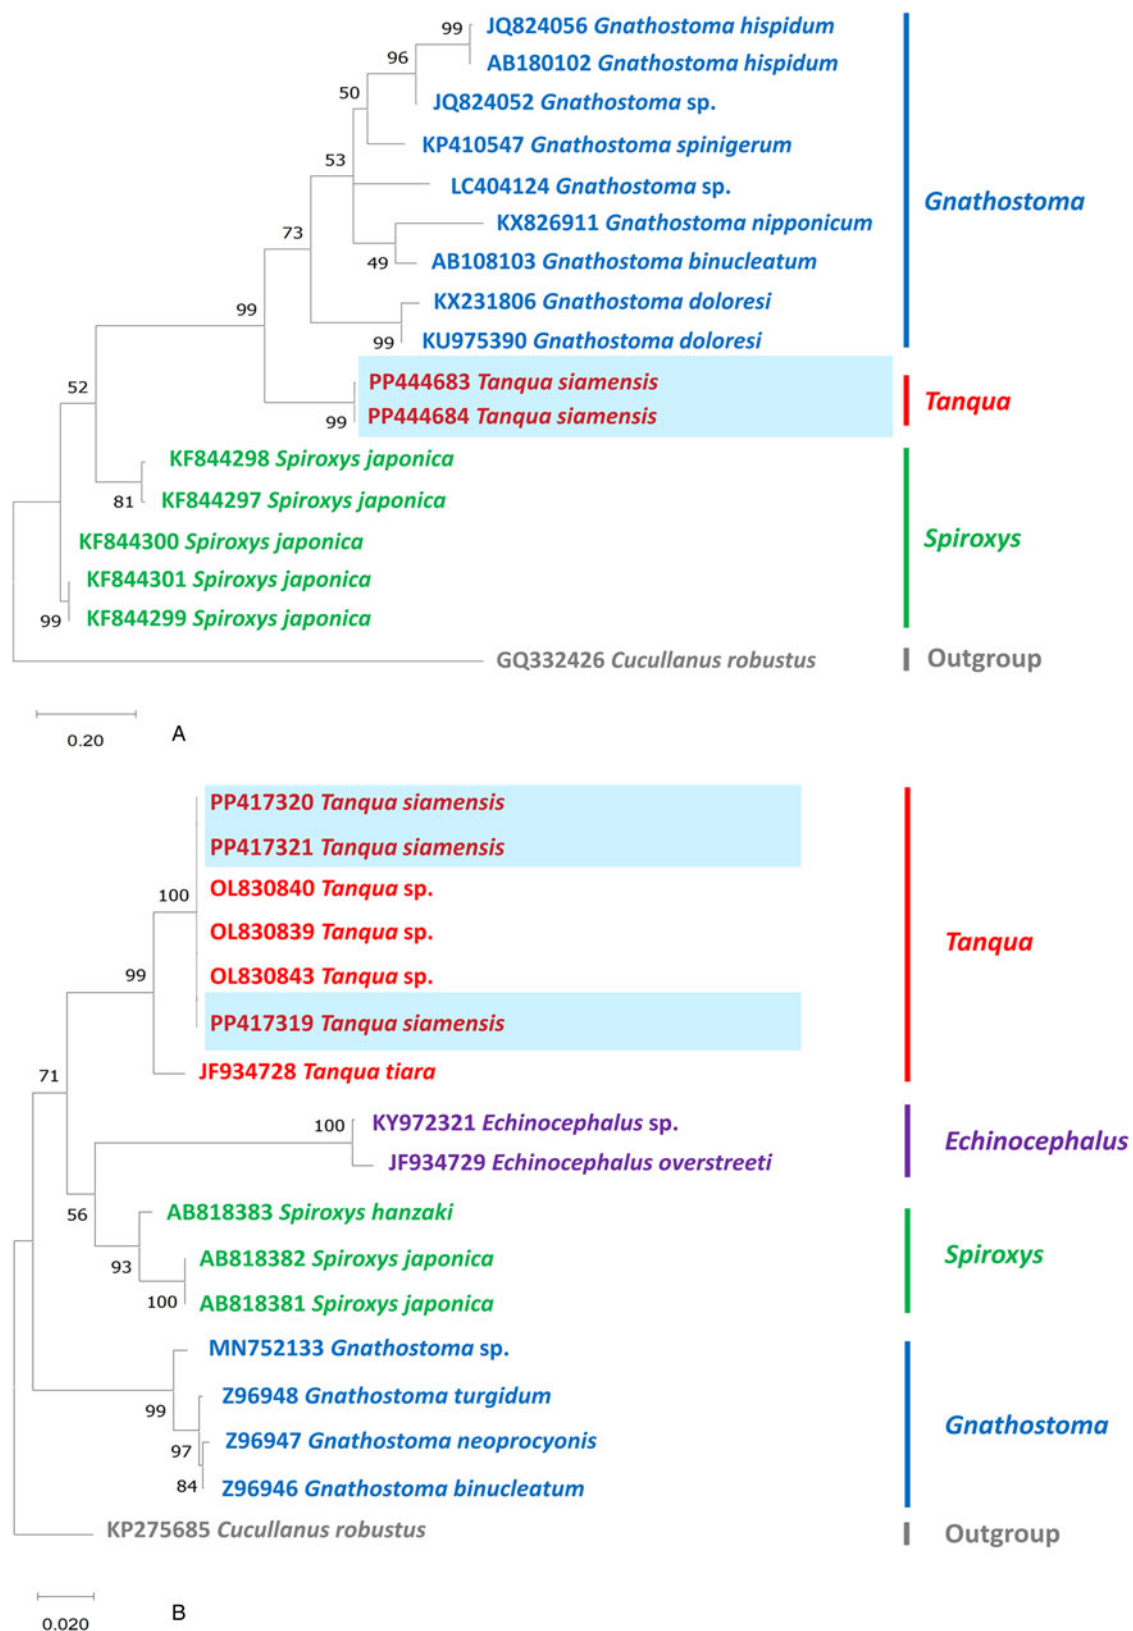 99
JQ824056 Gnathostoma hispidum
AB180102 Gnathostoma hispidum
96
JQ824052 Gnathostoma sp.
50
KP410547 Gnathostoma spinigerum
53
LC404124 Gnathostoma sp.
Gnathostoma
KX826911 Gnathostoma nipponicum
73
49
AB108103 Gnathostoma binucleatum
KX231806 Gnathostoma doloresi
99
99
KU975390 Gnathostoma doloresi
PP444683 Tanqua siamensis
52
Tanqua
99
PP444684 Tanqua siamensis
KF844298 Spiroxys japonica
81
KF844297 Spiroxys japonica
KF844300 Spiroxys japonica
Spiroxys
KF844301 Spiroxys japonica
99
KF844299 Spiroxys japonica
GQ332426 Cucullanus robustus
Outgroup
0.20
A
PP417320 Tanqua siamensis
PP417321 Tanqua siamensis
100
OL830840 Tanqua sp.
OL830839 Tanqua sp.
Tanqua
99
OL830843 Tanqua sp.
PP417319 Tanqua siamensis
71
JF934728 Tanqua tiara
100
KY972321 Echinocephalus sp.
Echinocephalus
JF934729 Echinocephalus overstreeti
56
AB818383 Spiroxys hanzaki
93
AB818382 Spiroxys japonica
Spiroxys
100
AB818381 Spiroxys japonica
MN752133 Gnathostoma sp.
99
Z96948 Gnathostoma turgidum
Gnathostoma
97
Z96947 Gnathostoma neoprocyonis
84
Z96946 Gnathostoma binucleatum
KP275685 Cucullanus robustus
Outgroup
0.020
B